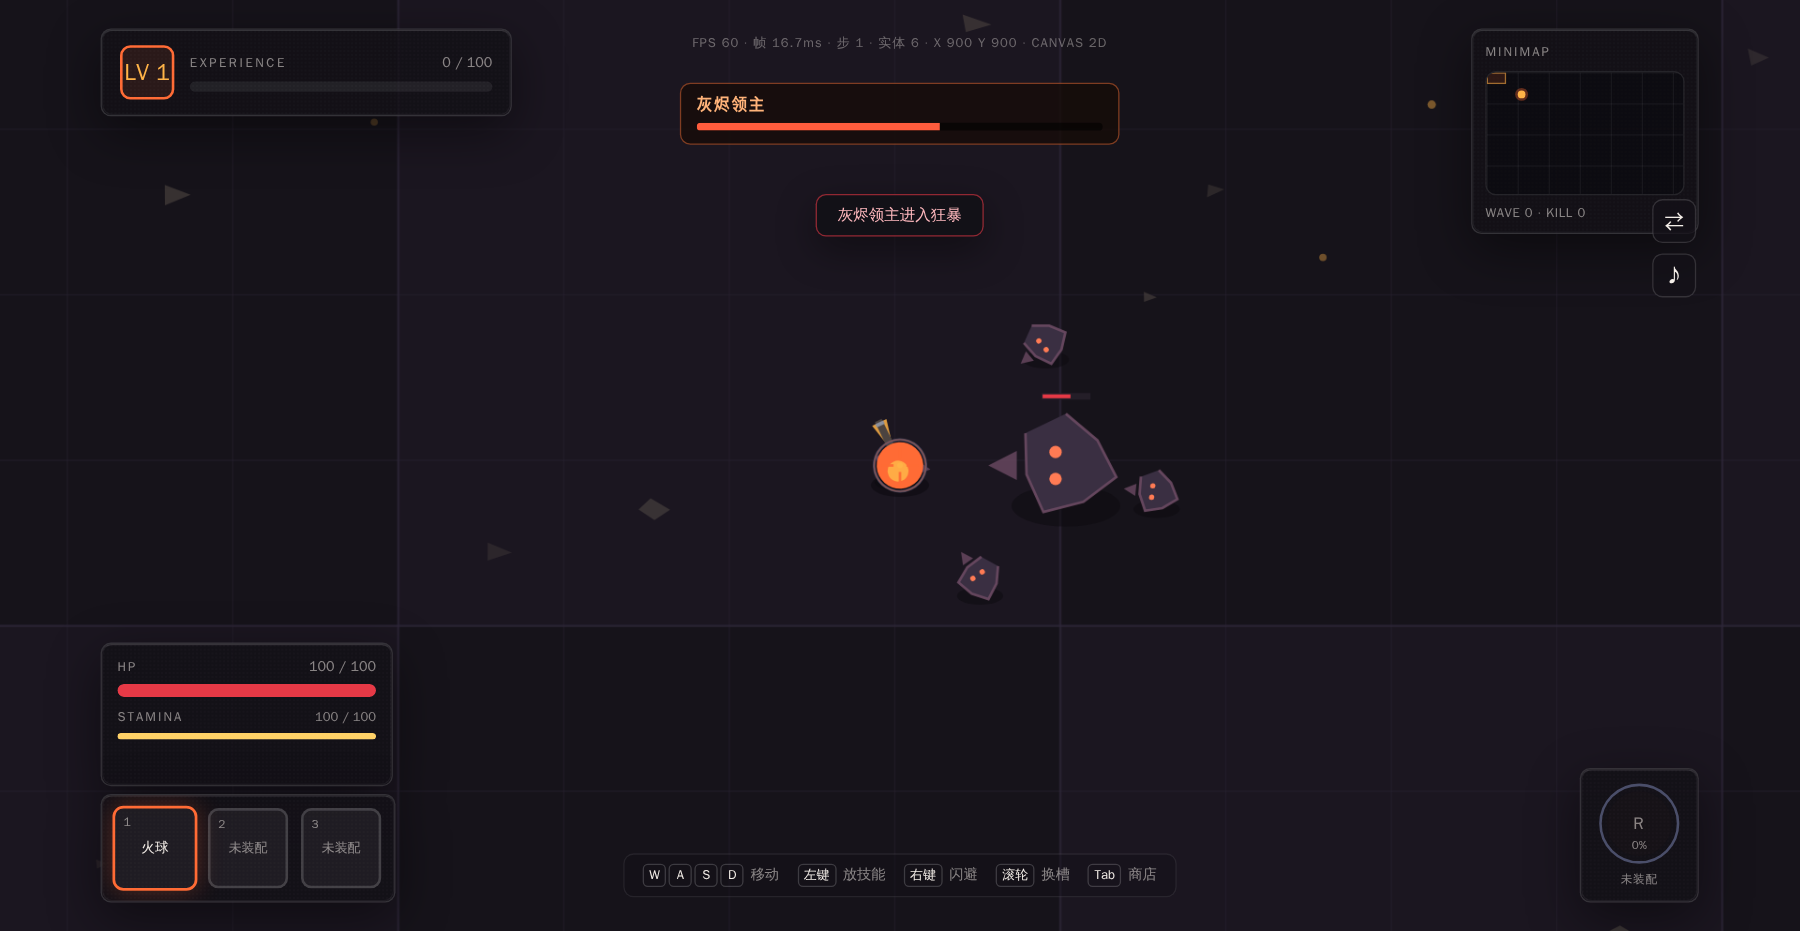 FPS 60 · 帧 16.7ms · 步 1 · 实体 6 · X 900 Y 900 · CANVAS 2D
LV 1
EXPERIENCE 0 / 100
灰烬领主
灰烬领主进入狂暴
MINIMAP
WAVE 0 · KILL 0
HP 100 / 100
STAMINA 100 / 100
1 火球
2 未装配
3 未装配
W A S D 移动 左键 放技能 右键 闪避 滚轮 换槽 Tab 商店
R
0%
未装配